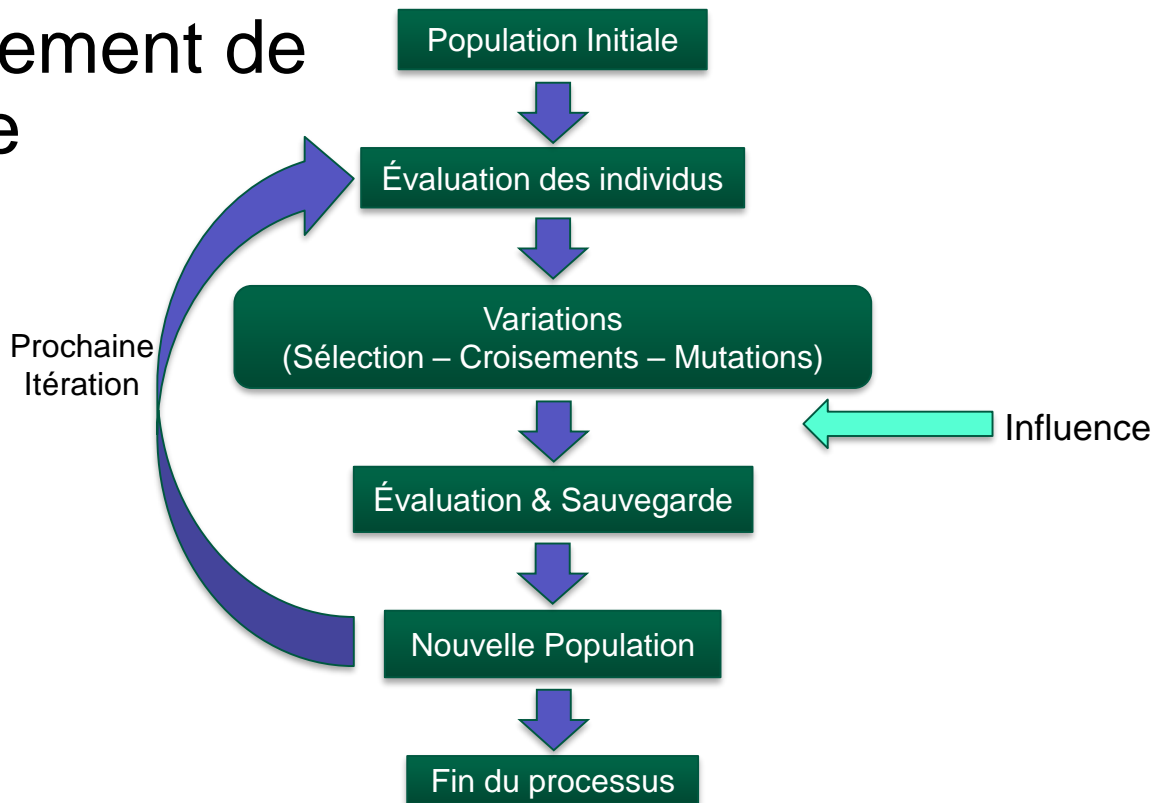 ement de
e
Population Initiale
Évaluation des individus
Variations
(Sélection – Croisements – Mutations)
Prochaine
Itération
Influence
Évaluation & Sauvegarde
Nouvelle Population
Fin du processus